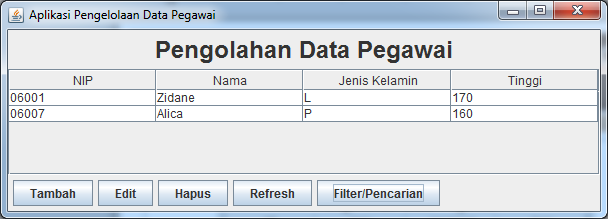 Aplikasi Pengelolaan Data Pegawai
Pengolahan Data Pegawai
NIP Nama Jenis Kelamin Tinggi
06001 Zidane L 170
06007 Alica P 160
Tambah Edit Hapus Refresh Filter/Pencarian